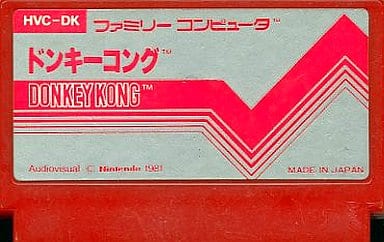 HVC-DK ファミリー コンピュータ™
ドンキーコング™
DONKEY KONG™
Audiovisual © Nintendo 1981
MADE IN JAPAN